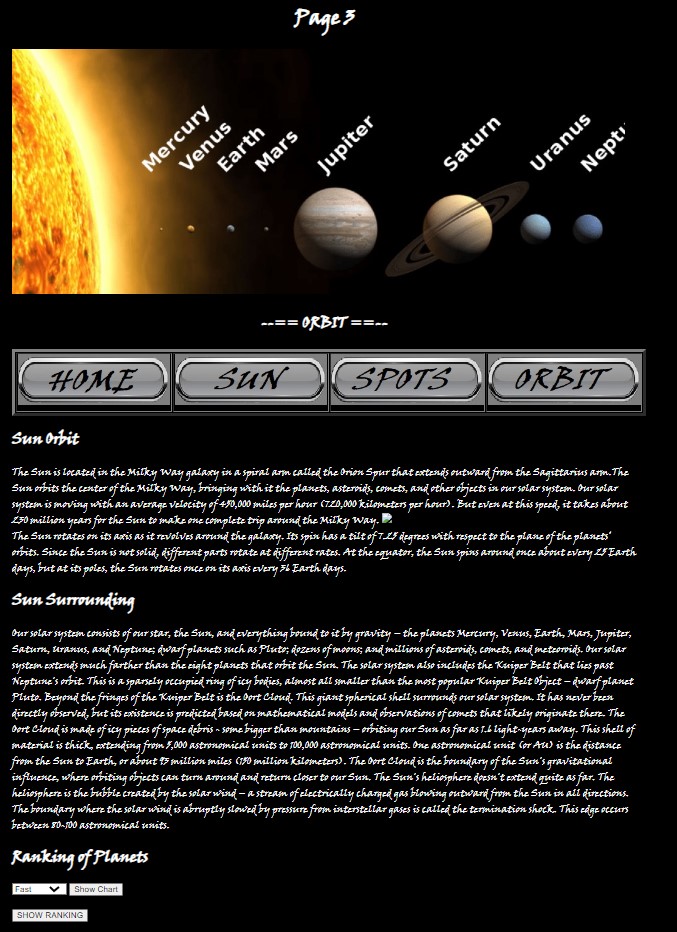 Page 3
Mercury
Venus
Earth
Mars
Jupiter
Saturn
Uranus
Neptu
--== ORBIT ==--
HOME SUN SPOTS ORBIT
Sun Orbit
The Sun is located in the Milky Way galaxy in a spiral arm called the Orion Spur that extends outward from the Sagittarius arm.The
Sun orbits the center of the Milky Way, bringing with it the planets, asteroids, comets, and other objects in our solar system. Our solar
system is moving with an average velocity of 450,000 miles per hour (720,000 kilometers per hour). But even at this speed, it takes about
230 million years for the Sun to make one complete trip around the Milky Way.
The Sun rotates on its axis as it revolves around the galaxy. Its spin has a tilt of 7.25 degrees with respect to the plane of the planets'
orbits. Since the Sun is not solid, different parts rotate at different rates. At the equator, the Sun spins around once about every 25 Earth
days, but at its poles, the Sun rotates once on its axis every 36 Earth days.
Sun Surrounding
Our solar system consists of our star, the Sun, and everything bound to it by gravity – the planets Mercury, Venus, Earth, Mars, Jupiter,
Saturn, Uranus, and Neptune; dwarf planets such as Pluto; dozens of moons; and millions of asteroids, comets, and meteoroids. Our solar
system extends much farther than the eight planets that orbit the Sun. The solar system also includes the Kuiper Belt that lies past
Neptune's orbit. This is a sparsely occupied ring of icy bodies, almost all smaller than the most popular Kuiper Belt Object – dwarf planet
Pluto. Beyond the fringes of the Kuiper Belt is the Oort Cloud. This giant spherical shell surrounds our solar system. It has never been
directly observed, but its existence is predicted based on mathematical models and observations of comets that likely originate there. The
Oort Cloud is made of icy pieces of space debris - some bigger than mountains – orbiting our Sun as far as 1.6 light-years away. This shell of
material is thick, extending from 5,000 astronomical units to 100,000 astronomical units. One astronomical unit (or AU) is the distance
from the Sun to Earth, or about 93 million miles (150 million kilometers). The Oort Cloud is the boundary of the Sun's gravitational
influence, where orbiting objects can turn around and return closer to our Sun. The Sun's heliosphere doesn't extend quite as far. The
heliosphere is the bubble created by the solar wind – a stream of electrically charged gas blowing outward from the Sun in all directions.
The boundary where the solar wind is abruptly slowed by pressure from interstellar gases is called the termination shock. This edge occurs
between 80-100 astronomical units.
Ranking of Planets
Fast Show Chart
SHOW RANKING